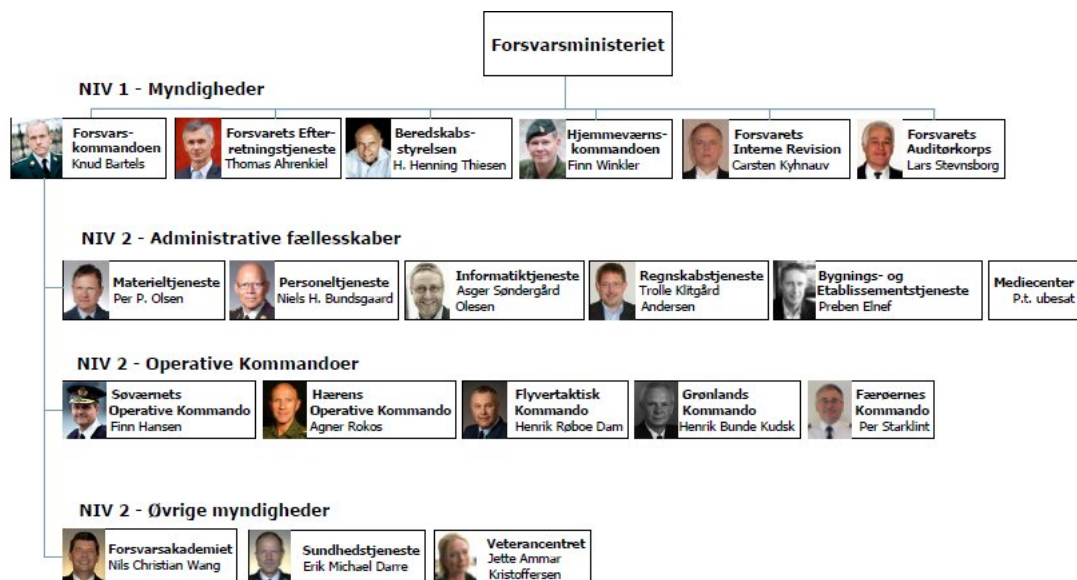 Forsvarsministeriet
NIV 1 - Myndigheder
Forsvars-
kommandoen
Knud Bartels
Forsvarets Efter-
retningstjeneste
Thomas Ahrenkiel
Beredskabs-
styrelsen
H. Henning Thiesen
Hjemmeværns-
kommandoen
Finn Winkler
Forsvarets
Interne Revision
Carsten Kyhnauv
Forsvarets
Auditørkorps
Lars Stevnsborg
NIV 2 - Administrative fællesskaber
Materieltjeneste
Per P. Olsen
Personeltjeneste
Niels H. Bundsgaard
Informatiktjeneste
Asger Søndergård
Olesen
Regnskabstjeneste
Trolle Klitgård
Andersen
Bygnings- og
Etablissementstjeneste
Preben Elnef
Mediecenter
P.t. ubesat
NIV 2 - Operative Kommandoer
Søværnets
Operative Kommando
Finn Hansen
Hærens
Operative Kommando
Agner Rokos
Flyvertaktisk
Kommando
Henrik Røboe Dam
Grønlands
Kommando
Henrik Bunde Kudsk
Færøernes
Kommando
Per Starklint
NIV 2 - Øvrige myndigheder
Forsvarsakademiet
Nils Christian Wang
Sundhedstjeneste
Erik Michael Darre
Veterancentret
Jette Ammar
Kristoffersen